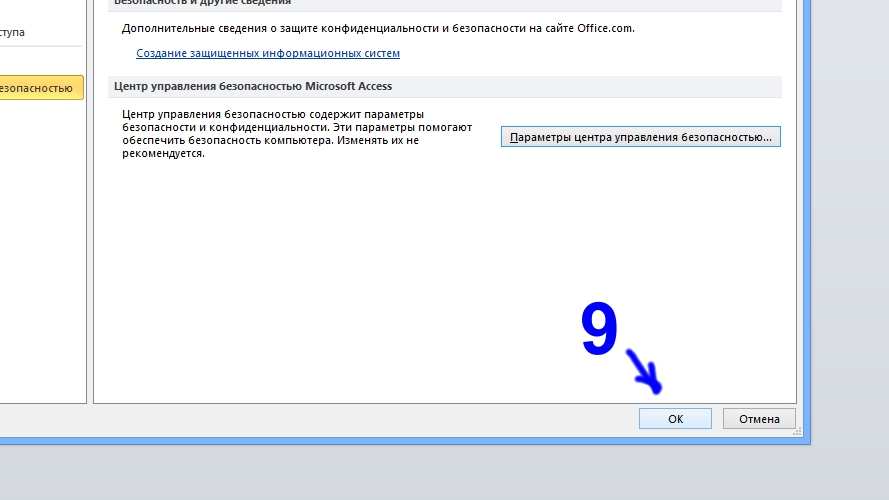 Безопасность и другие сведения
ступа
Дополнительные сведения о защите конфиденциальности и безопасности на сайте Office.com.
Создание защищенных информационных систем
езопасностью
Центр управления безопасностью Microsoft Access
Центр управления безопасностью содержит параметры
безопасности и конфиденциальности. Эти параметры помогают
обеспечить безопасность компьютера. Изменять их не
рекомендуется.
Параметры центра управления безопасностью...
9
ОК
Отмена